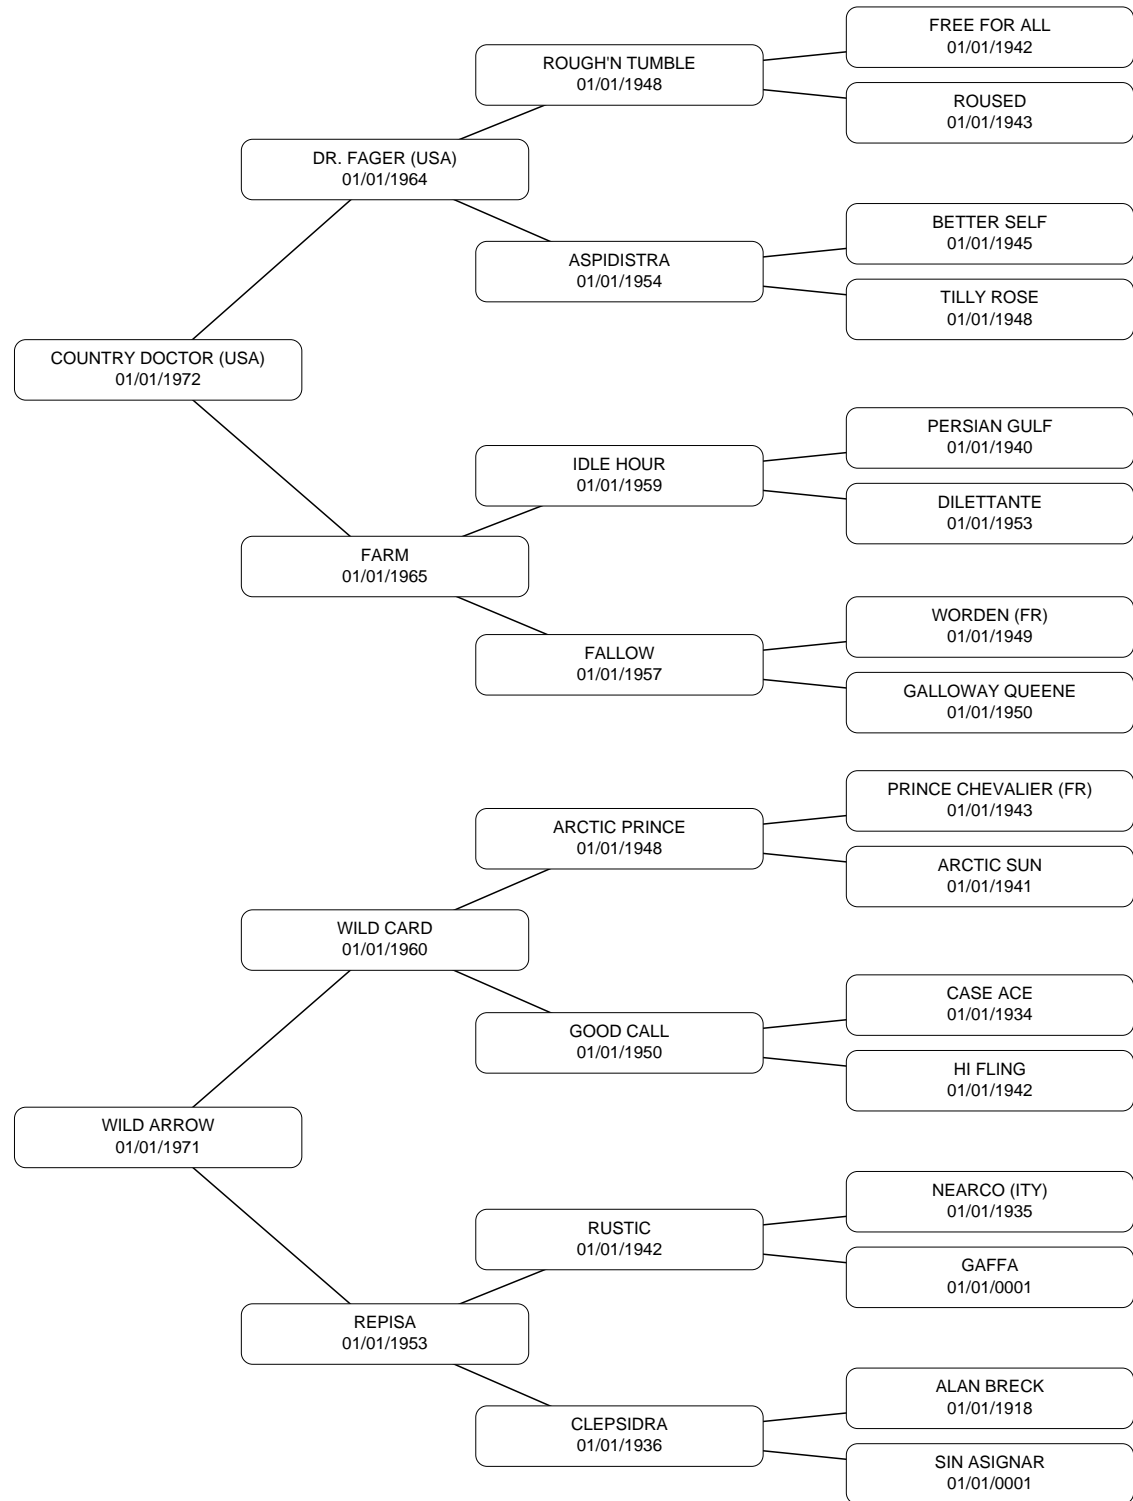 FREE FOR ALL
01/01/1942
ROUGH'N TUMBLE
01/01/1948
ROUSED
01/01/1943
DR. FAGER (USA)
01/01/1964
BETTER SELF
01/01/1945
ASPIDISTRA
01/01/1954
TILLY ROSE
01/01/1948
COUNTRY DOCTOR (USA)
01/01/1972
PERSIAN GULF
01/01/1940
IDLE HOUR
01/01/1959
DILETTANTE
01/01/1953
FARM
01/01/1965
WORDEN (FR)
01/01/1949
FALLOW
01/01/1957
GALLOWAY QUEENE
01/01/1950
PRINCE CHEVALIER (FR)
01/01/1943
ARCTIC PRINCE
01/01/1948
ARCTIC SUN
01/01/1941
WILD CARD
01/01/1960
CASE ACE
01/01/1934
GOOD CALL
01/01/1950
HI FLING
01/01/1942
WILD ARROW
01/01/1971
NEARCO (ITY)
01/01/1935
RUSTIC
01/01/1942
GAFFA
01/01/0001
REPISA
01/01/1953
ALAN BRECK
01/01/1918
CLEPSIDRA
01/01/1936
SIN ASIGNAR
01/01/0001